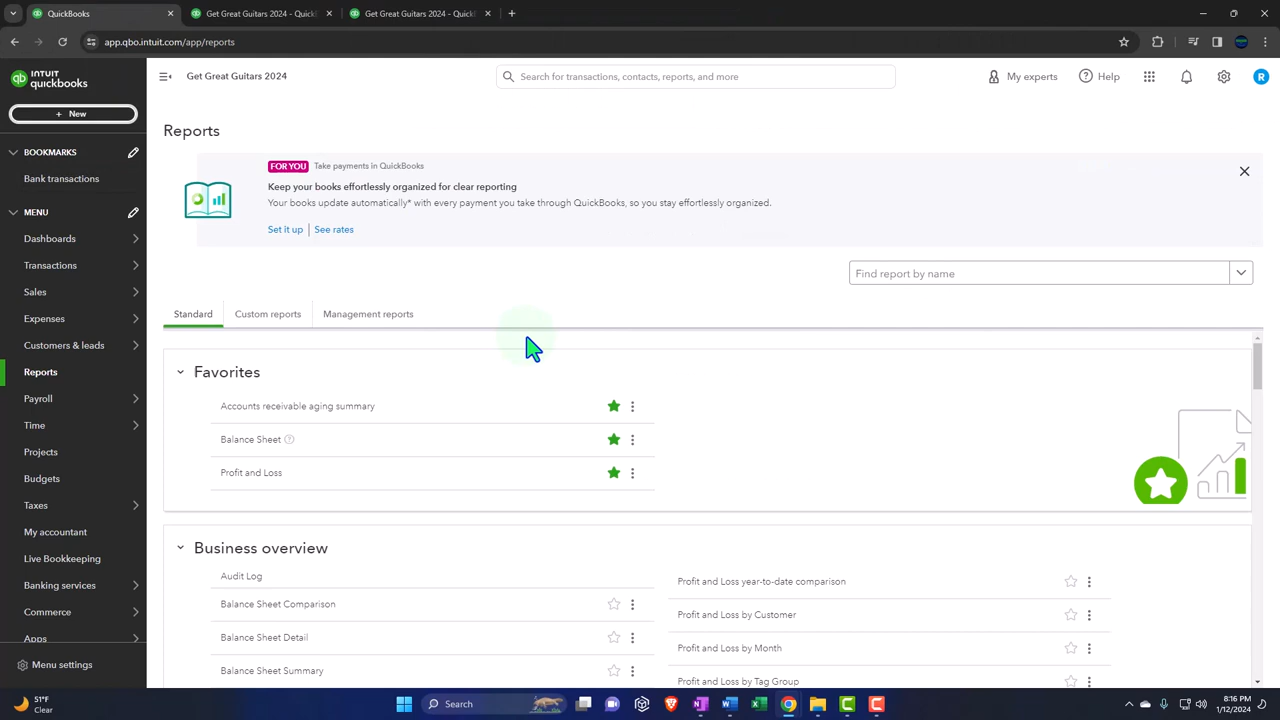 QuickBooks
Get Great Guitars 2024 - Quick
Get Great Guitars 2024 - Quick
app.qbo.intuit.com/app/reports
INTUIT
quickbooks
Get Great Guitars 2024
Search for transactions, contacts, reports, and more
My experts
Help
R
+ New
BOOKMARKS
Bank transactions
MENU
Dashboards
Transactions
Sales
Expenses
Customers & leads
Reports
Payroll
Time
Projects
Budgets
Taxes
My accountant
Live Bookkeeping
Banking services
Commerce
Apps
Menu settings
Reports
FOR YOU Take payments in QuickBooks
Keep your books effortlessly organized for clear reporting
Your books update automatically* with every payment you take through QuickBooks, so you stay effortlessly organized.
Set it up See rates
Find report by name
Standard
Custom reports
Management reports
Favorites
Accounts receivable aging summary
Balance Sheet
Profit and Loss
Business overview
Audit Log
Balance Sheet Comparison
Balance Sheet Detail
Balance Sheet Summary
Profit and Loss year-to-date comparison
Profit and Loss by Customer
Profit and Loss by Month
Profit and Loss by Tag Group
51°F
Clear
Search
8:16 PM
1/12/2024